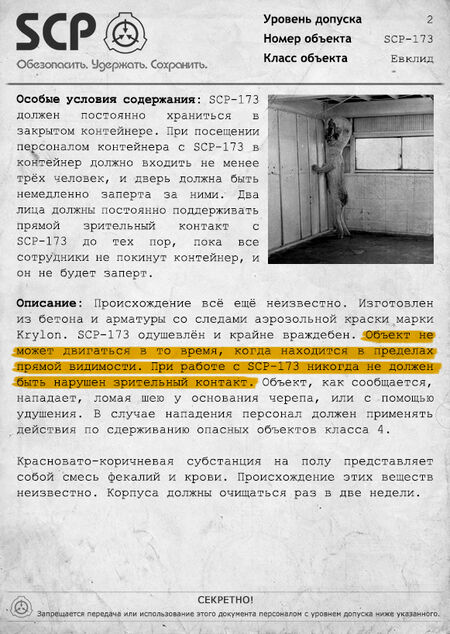 SCP
Обезопасить. Удержать. Сохранить.
Уровень допуска 2
Номер объекта SCP-173
Класс объекта Евклид
Особые условия содержания: SCP-173
должен постоянно храниться в
закрытом контейнере. При посещении
персоналом контейнера с SCP-173 в
контейнер должно входить не менее
трёх человек, и дверь должна быть
немедленно заперта за ними. Два
лица должны постоянно поддерживать
прямой зрительный контакт с
SCP-173 до тех пор, пока все
сотрудники не покинут контейнер, и
он не будет заперт.
Описание: Происхождение всё ещё неизвестно. Изготовлен
из бетона и арматуры со следами аэрозольной краски марки
Krylon. SCP-173 одушевлён и крайне враждебен. Объект не
может двигаться в то время, когда находится в пределах
прямой видимости. При работе с SCP-173 никогда не должен
быть нарушен зрительный контакт. Объект, как сообщается,
нападает, ломая шею у основания черепа, или с помощью
удушения. В случае нападения персонал должен применять
действия по сдерживанию опасных объектов класса 4.
Красновато-коричневая субстанция на полу представляет
собой смесь фекалий и крови. Происхождение этих веществ
неизвестно. Корпуса должны очищаться раз в две недели.
СЕКРЕТНО!
Запрещается передача или использование этого документа персоналом с уровнем допуска ниже указанного.